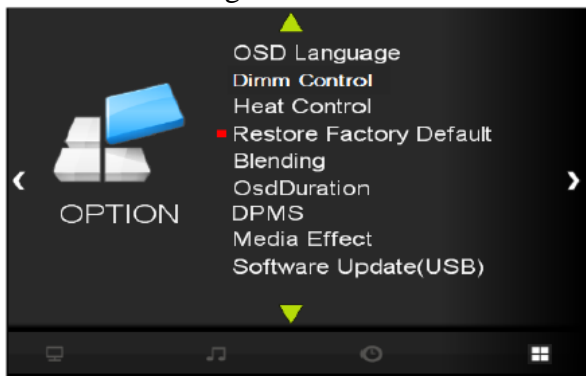 OSD Language
Dimm Control
Heat Control
Restore Factory Default
Blending
OsdDuration
OPTION
DPMS
Media Effect
Software Update(USB)